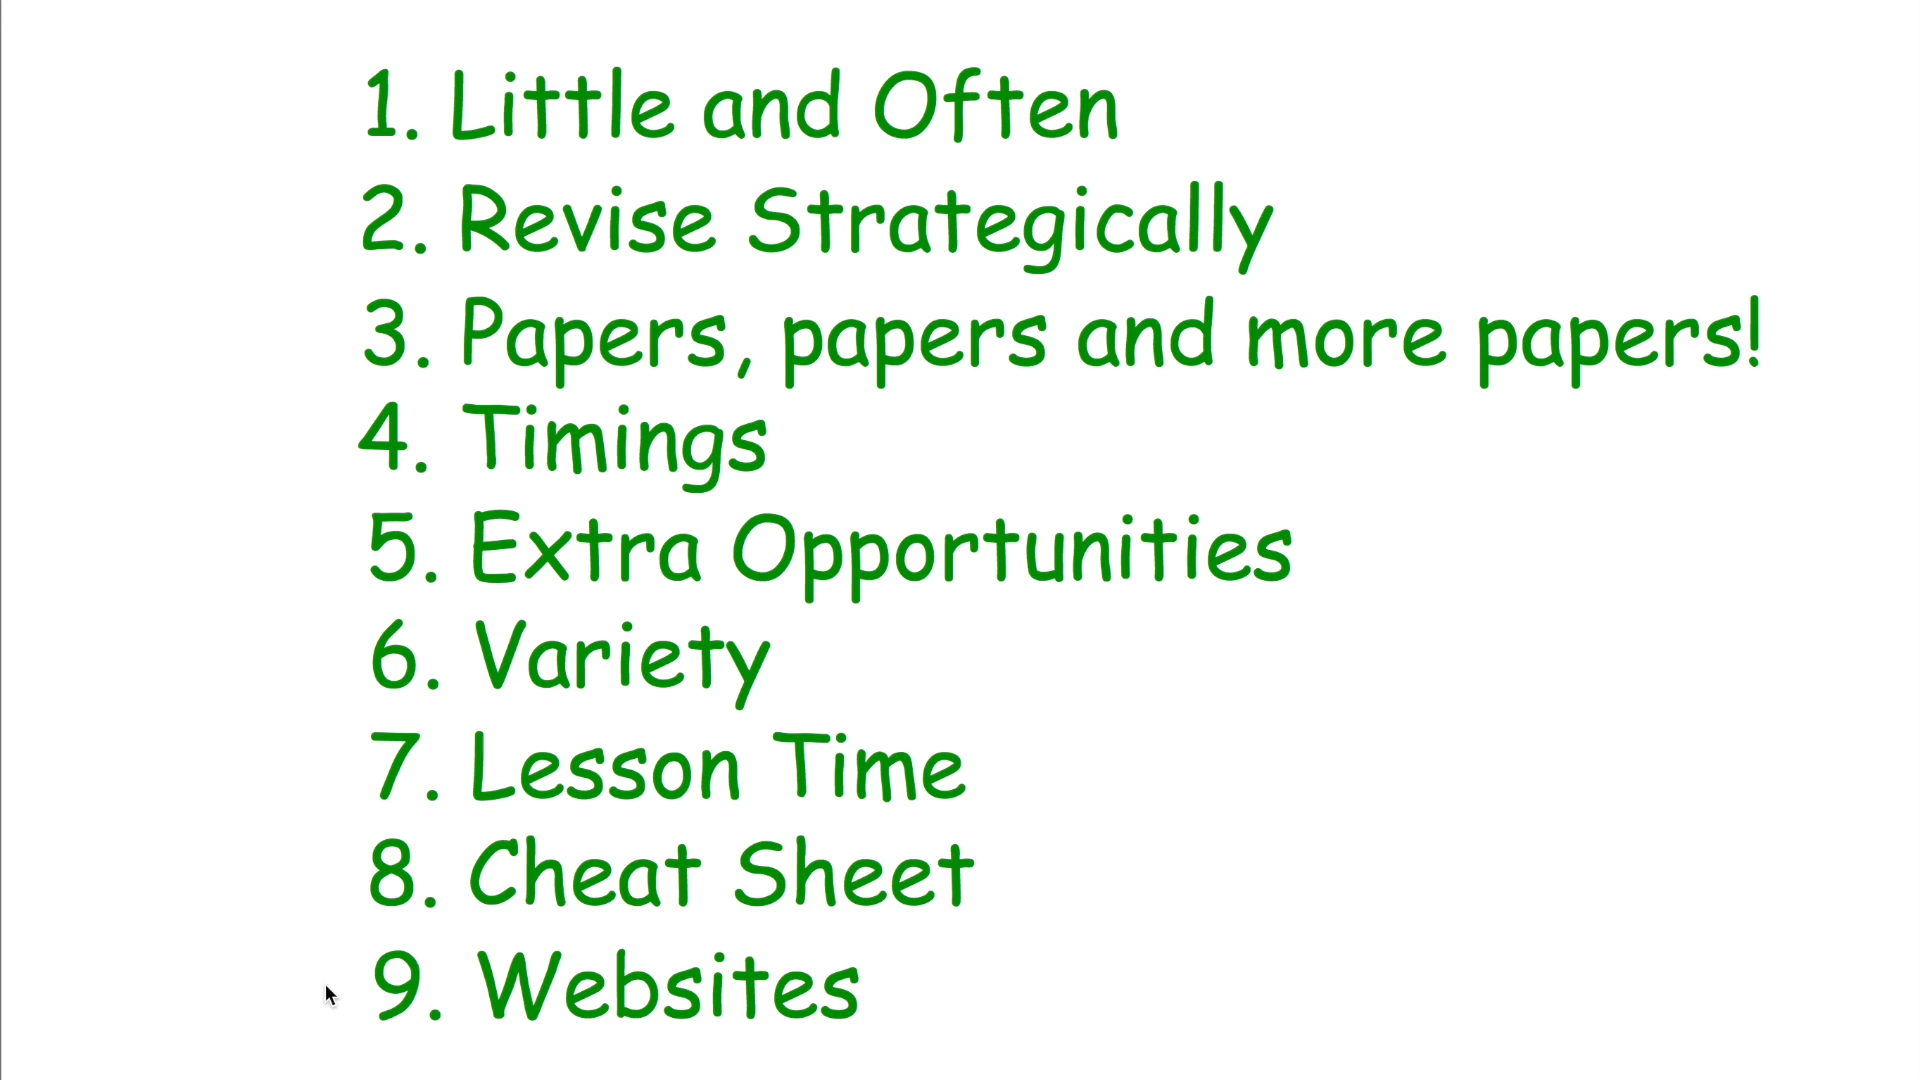 1. Little and Often
2. Revise Strategically
3. Papers, papers and more papers!
4. Timings
5. Extra Opportunities
6. Variety
7. Lesson Time
8. Cheat Sheet
9. Websites